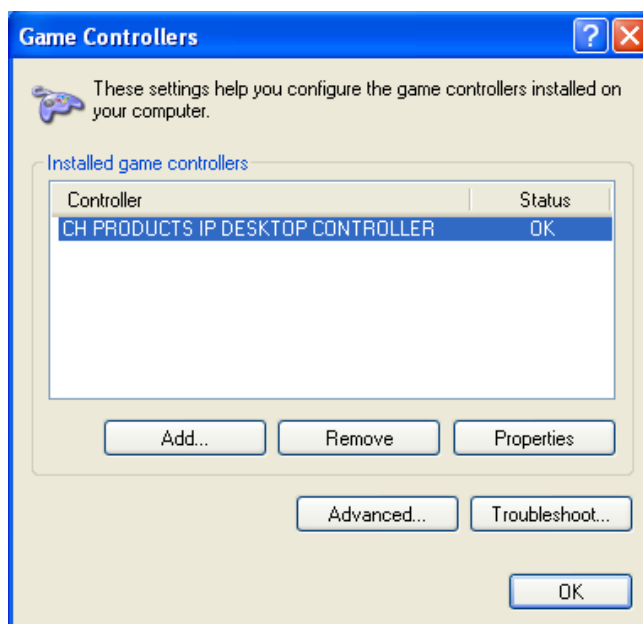 Game Controllers
?
These settings help you configure the game controllers installed on
your computer.
Installed game controllers
Controller Status
CH PRODUCTS IP DESKTOP CONTROLLER OK
Add... Remove Properties
Advanced... Troubleshoot...
OK